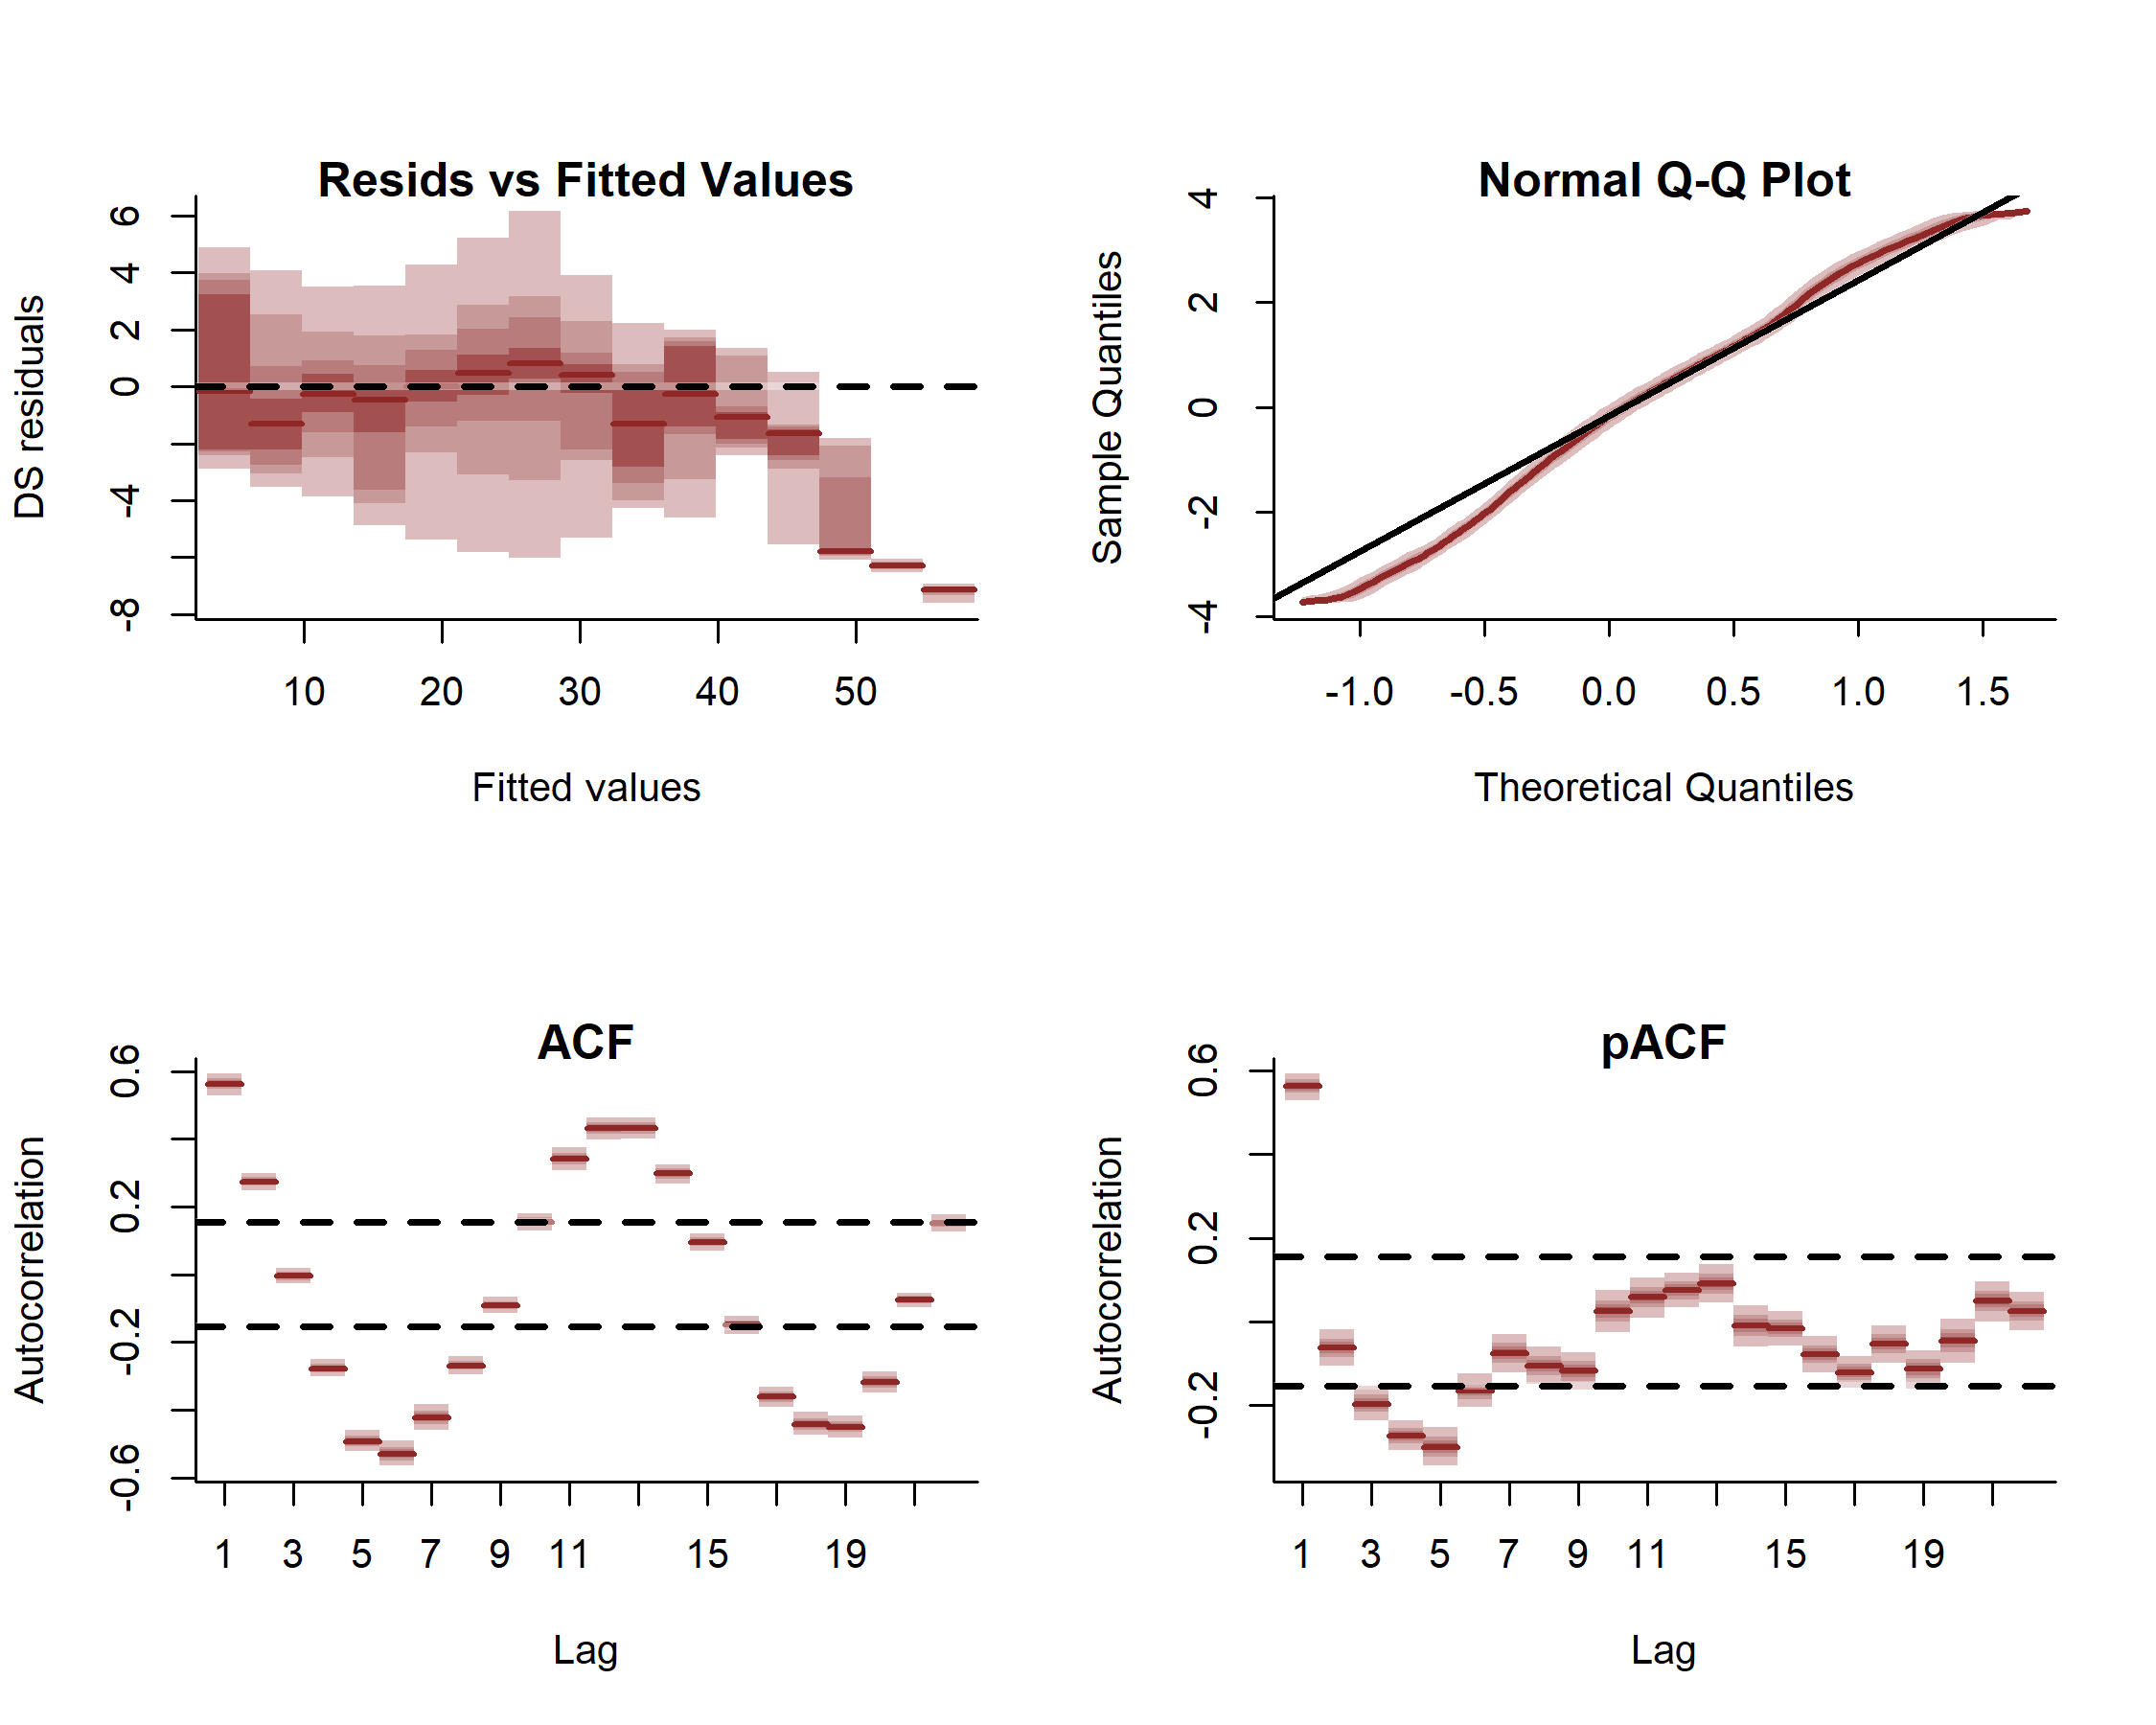 Resids vs Fitted Values
DS residuals
6
4
2
0
-4
-8
10 20 30 40 50
Fitted values
Normal Q-Q Plot
Sample Quantiles
4
2
0
-2
-4
-1.0 -0.5 0.0 0.5 1.0 1.5
Theoretical Quantiles
ACF
Autocorrelation
0.6
0.2
-0.2
-0.6
1 3 5 7 9 11 15 19
Lag
pACF
Autocorrelation
0.6
0.2
-0.2
1 3 5 7 9 11 15 19
Lag